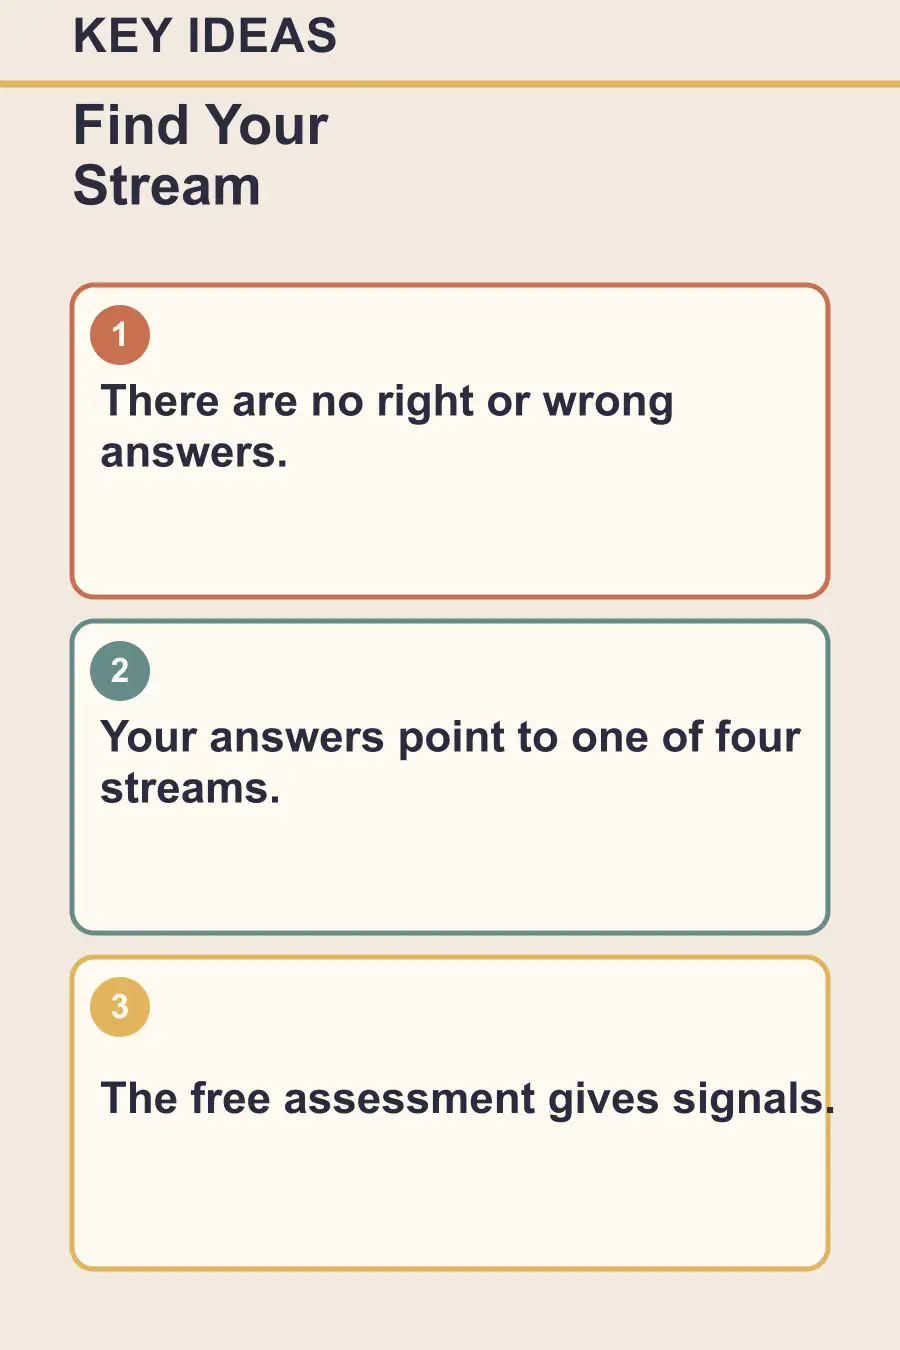 KEY IDEAS
Find Your
Stream
1
There are no right or wrong
answers.
2
Your answers point to one of four
streams.
3
The free assessment gives signals.